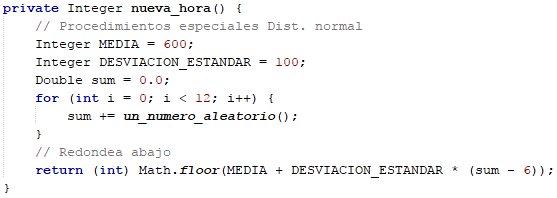 private Integer nueva_hora() {
    // Procedimientos especiales Dist. normal
    Integer MEDIA = 600;
    Integer DESVIACION_ESTANDAR = 100;
    Double sum = 0.0;
    for (int i = 0; i < 12; i++) {
        sum += un_numero_aleatorio();
    }
    // Redondea abajo
    return (int) Math.floor(MEDIA + DESVIACION_ESTANDAR * (sum - 6));
}